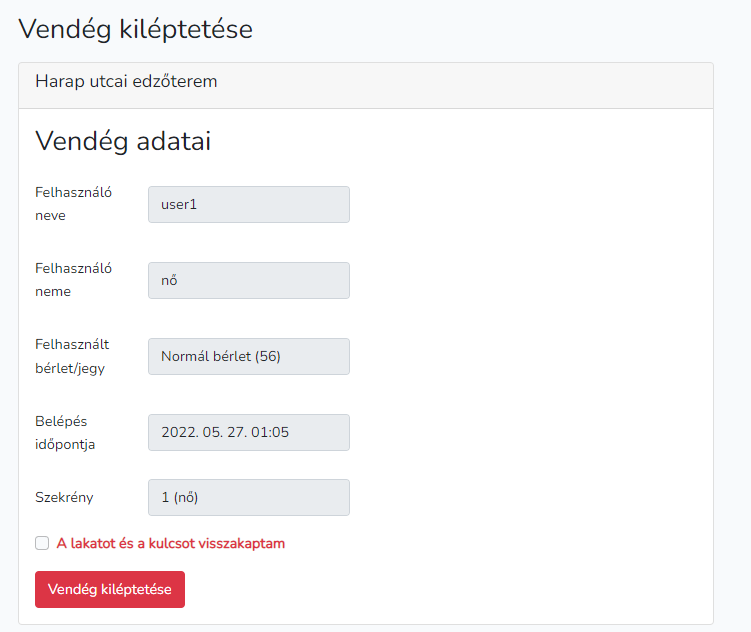 Vendég kiléptetése
Harap utcai edzőterem
Vendég adatai
Felhasználó
neve
user1
Felhasználó
neme
nő
Felhasznált
bérlet/jegy
Normál bérlet (56)
Belépés
időpontja
2022. 05. 27. 01:05
Szekrény
1 (nő)
A lakatot és a kulcsot visszakaptam
Vendég kiléptetése